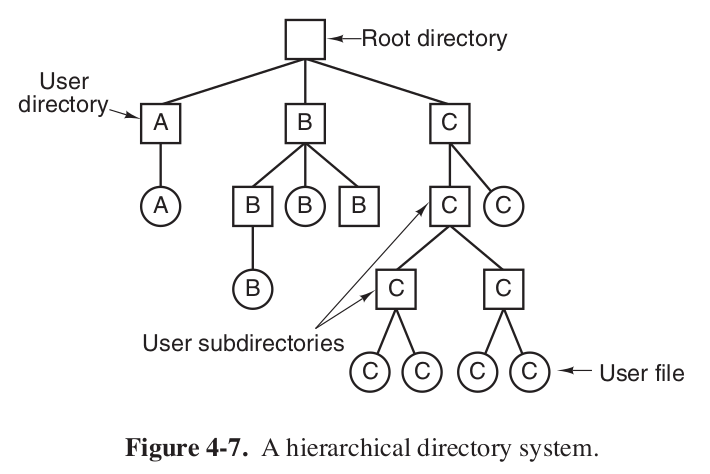 Root directory
User
directory
A
B
C
A
B
B
B
C
C
B
C
C
User subdirectories
C
C
C
C
User file
Figure 4-7. A hierarchical directory system.